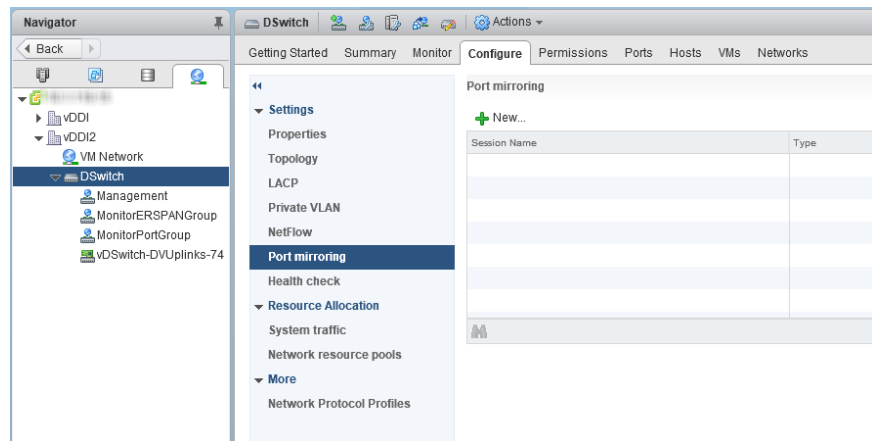 Navigator
Back
vDDI
vDDI2
VM Network
DSwitch
Management
MonitorERSPANGroup
MonitorPortGroup
vDSwitch-DVUplinks-74
DSwitch Actions
Getting Started Summary Monitor Configure Permissions Ports Hosts VMs Networks
Settings
Properties
Topology
LACP
Private VLAN
NetFlow
Port mirroring
Health check
Resource Allocation
System traffic
Network resource pools
More
Network Protocol Profiles
Port mirroring
New...
Session Name Type